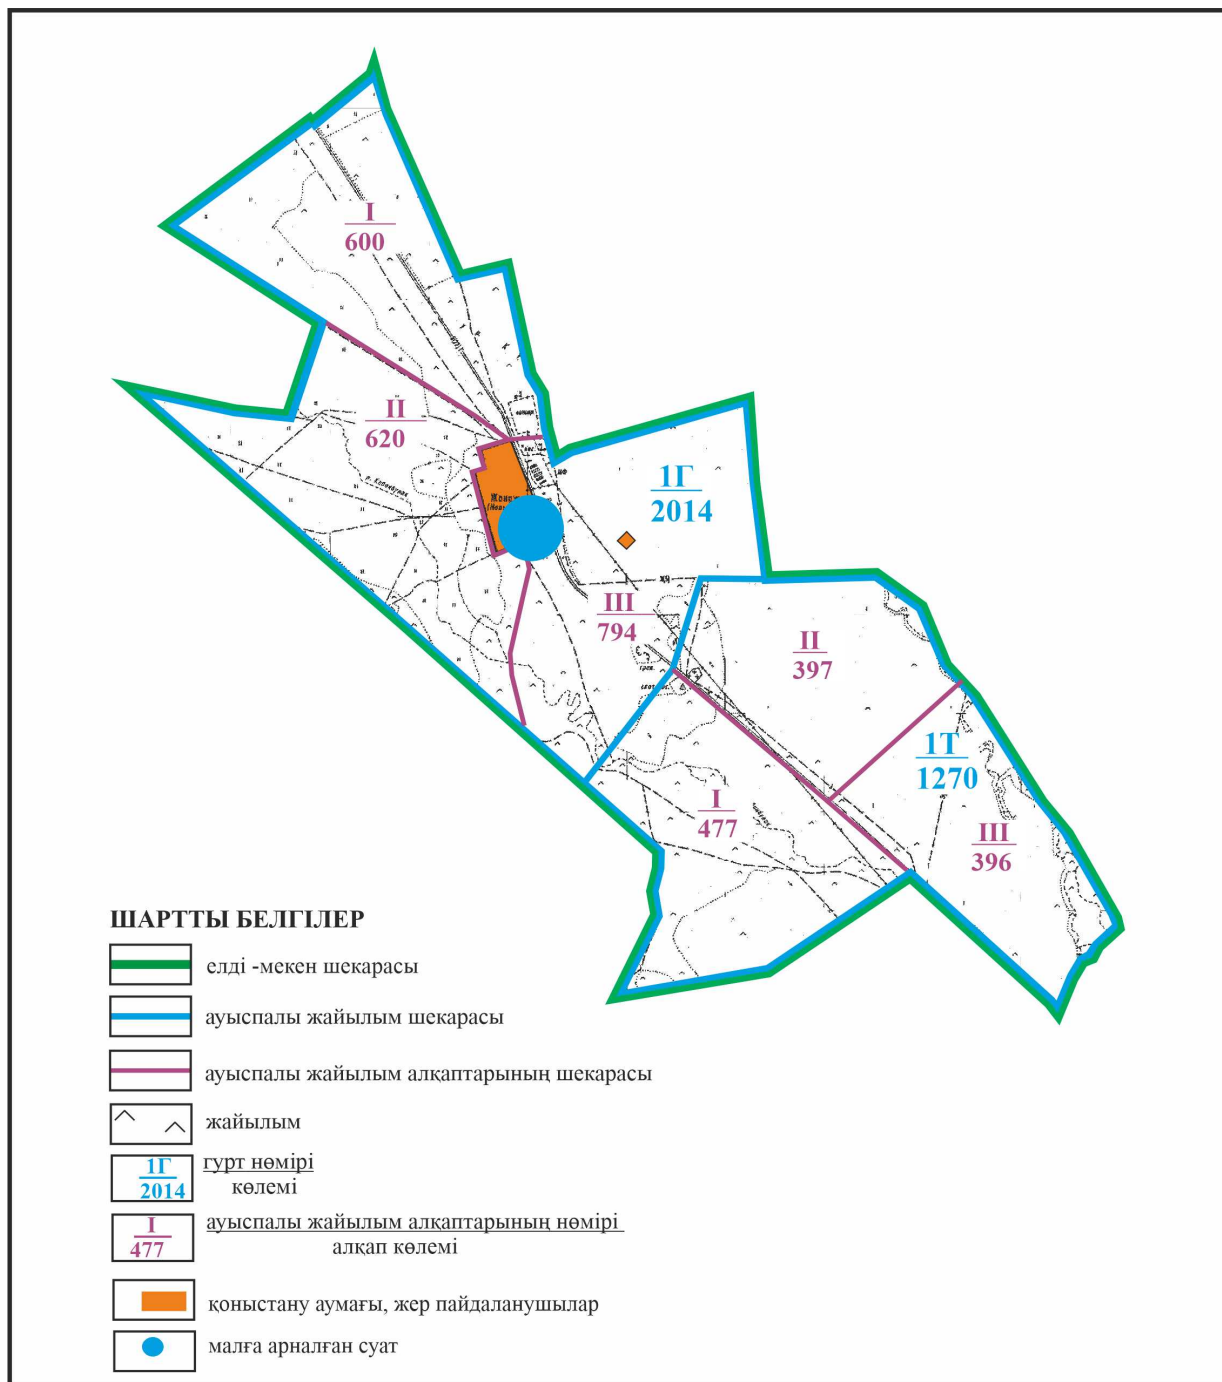 I
600
II
620
1Г
2014
III
794
II
397
1Т
1270
I
477
III
396
ШАРТТЫ БЕЛГІЛЕР
елді -мекен шекарасы
ауыспалы жайылым шекарасы
ауыспалы жайылым алқаптарының шекарасы
жайылым
1Г
2014
гурт нөмірі
көлемі
I
477
ауыспалы жайылым алқаптарының нөмірі
алқап көлемі
қоныстану аумағы, жер пайдаланушылар
малға арналған суат